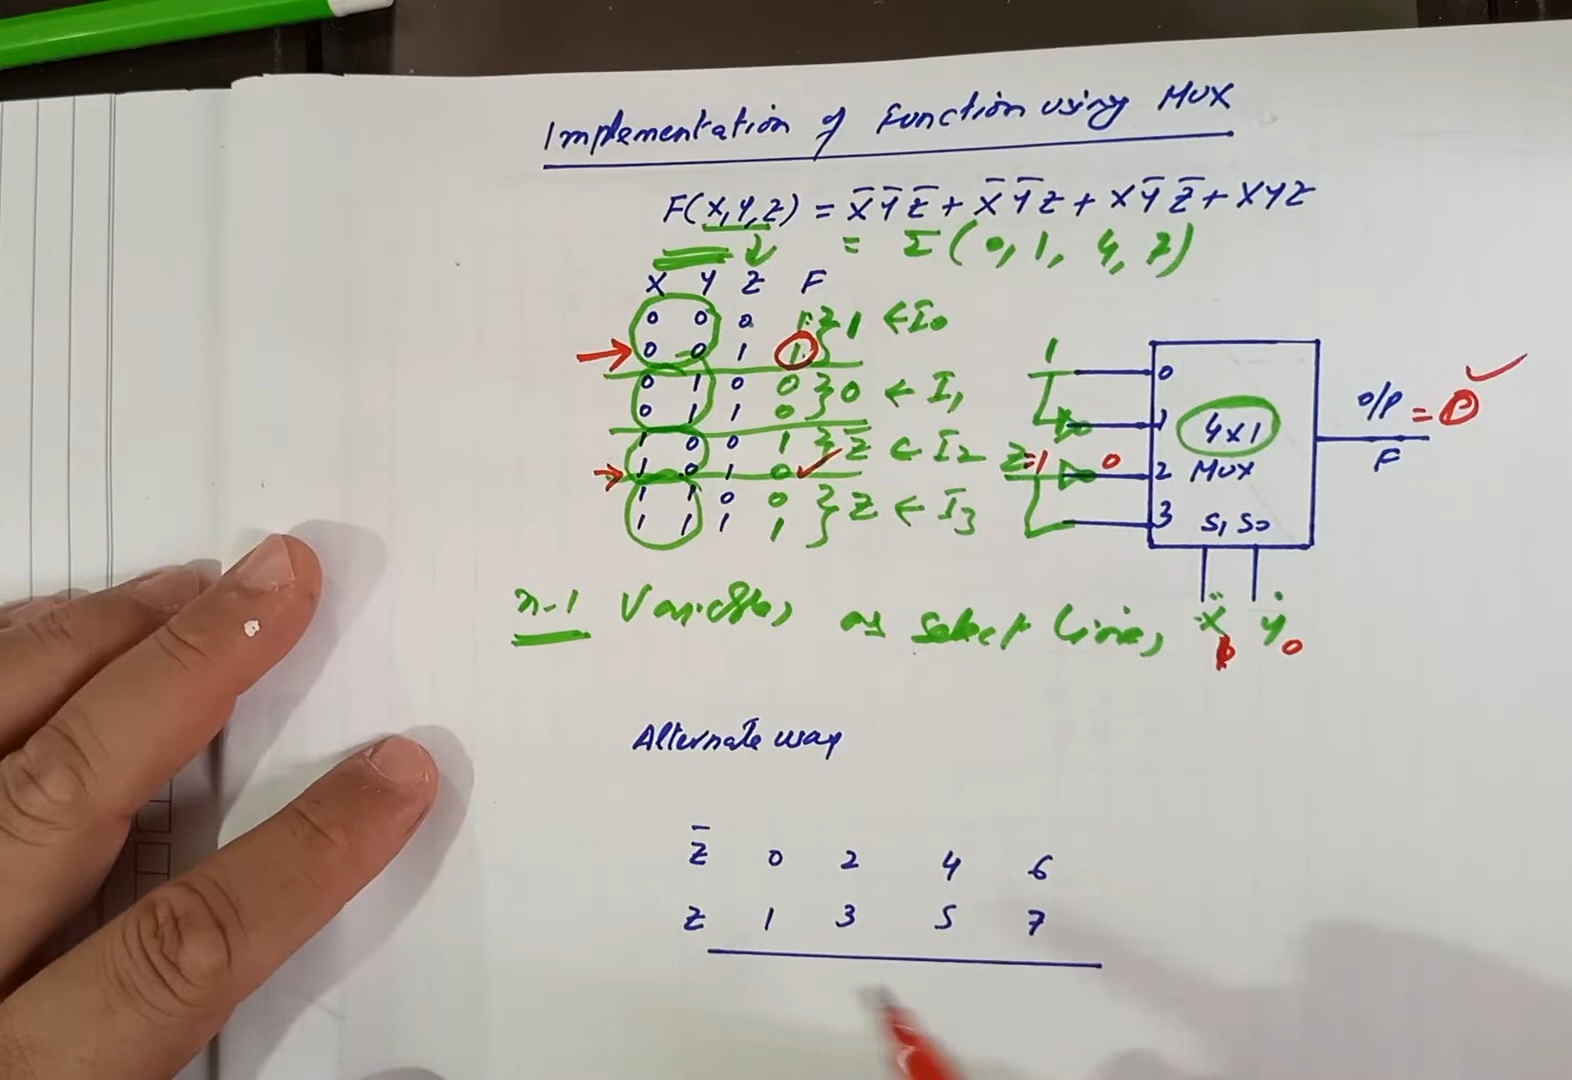 Implementation of Function using MUX
F(X,Y,Z) = X̄ȲZ̄ + X̄ȲZ + XȲZ̄ + XYZ
= Σ(0, 1, 4, 7)
X Y Z F
0 0 0 1 } 1 ← I0
0 0 1 1
0 1 0 0 } 0 ← I1
0 1 1 0
1 0 0 1 } Z̄ ← I2
1 0 1 0
1 1 0 0 } Z ← I3
1 1 1 1
1
0
1
Z=1 0 2
3
4x1
MUX
S1 S0
X Y
0
O/P = 0
F
n-1 Variables as select lines
Alternate way
Z̄ 0 2 4 6
Z 1 3 5 7